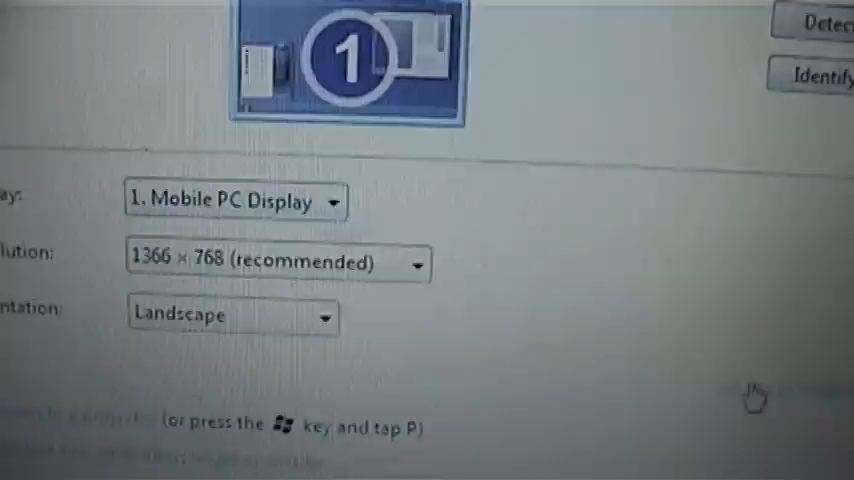 1
Detec
Identify
ay: 1. Mobile PC Display
lution: 1366 × 768 (recommended)
ntation: Landscape
(or press the key and tap P)